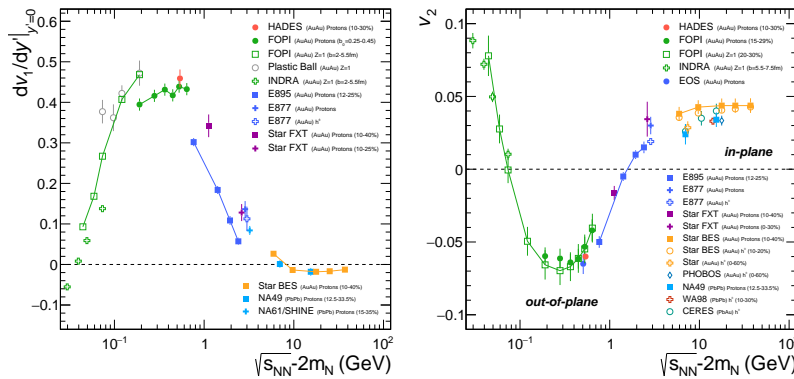 dv₁/dy'|y'=0
0.6
0.5
0.4
0.3
0.2
0.1
0
−0.1
HADES (AuAu) Protons (10-30%)
FOPI (AuAu) Protons (b₀=0.25-0.45)
FOPI (AuAu) Z=1 (b=2-5.5fm)
Plastic Ball (AuAu) Z=1
INDRA (AuAu) Z=1 (b=2-5.5fm)
E895 (AuAu) Protons (12-25%)
E877 (AuAu) Protons
E877 (AuAu) h⁺
Star FXT (AuAu) Protons (10-40%)
Star FXT (AuAu) Protons (10-25%)
Star BES (AuAu) Protons (10-40%)
NA49 (PbPb) Protons (12.5-33.5%)
NA61/SHINE (PbPb) Protons (15-35%)
10⁻¹ 1 10
√sNN-2mN (GeV)
v₂
0.1
0.05
0
−0.05
−0.1
HADES (AuAu) Protons (10-30%)
FOPI (AuAu) Protons (15-29%)
FOPI (AuAu) Z=1 (20-30%)
INDRA (AuAu) Z=1 (b=5.5-7.5fm)
EOS (AuAu) Protons
in-plane
out-of-plane
E895 (AuAu) Protons (12-25%)
E877 (AuAu) Protons
E877 (AuAu) h⁺
Star FXT (AuAu) Protons (10-40%)
Star FXT (AuAu) Protons (0-30%)
Star BES (AuAu) Protons (10-40%)
Star BES (AuAu) h⁺ (10-20%)
Star (AuAu) h⁺ (0-60%)
PHOBOS (AuAu) h⁺ (0-60%)
NA49 (PbPb) Protons (12.5-33.5%)
WA98 (PbPb) h⁺ (10-30%)
CERES (PbAu) h⁺
10⁻¹ 1 10 10²
√sNN-2mN (GeV)